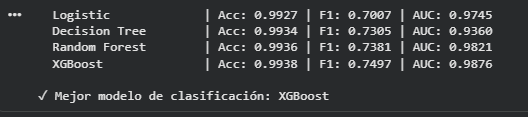 ••• Logistic | Acc: 0.9927 | F1: 0.7007 | AUC: 0.9745
Decision Tree | Acc: 0.9934 | F1: 0.7305 | AUC: 0.9360
Random Forest | Acc: 0.9936 | F1: 0.7381 | AUC: 0.9821
XGBoost | Acc: 0.9938 | F1: 0.7497 | AUC: 0.9876
✓ Mejor modelo de clasificación: XGBoost